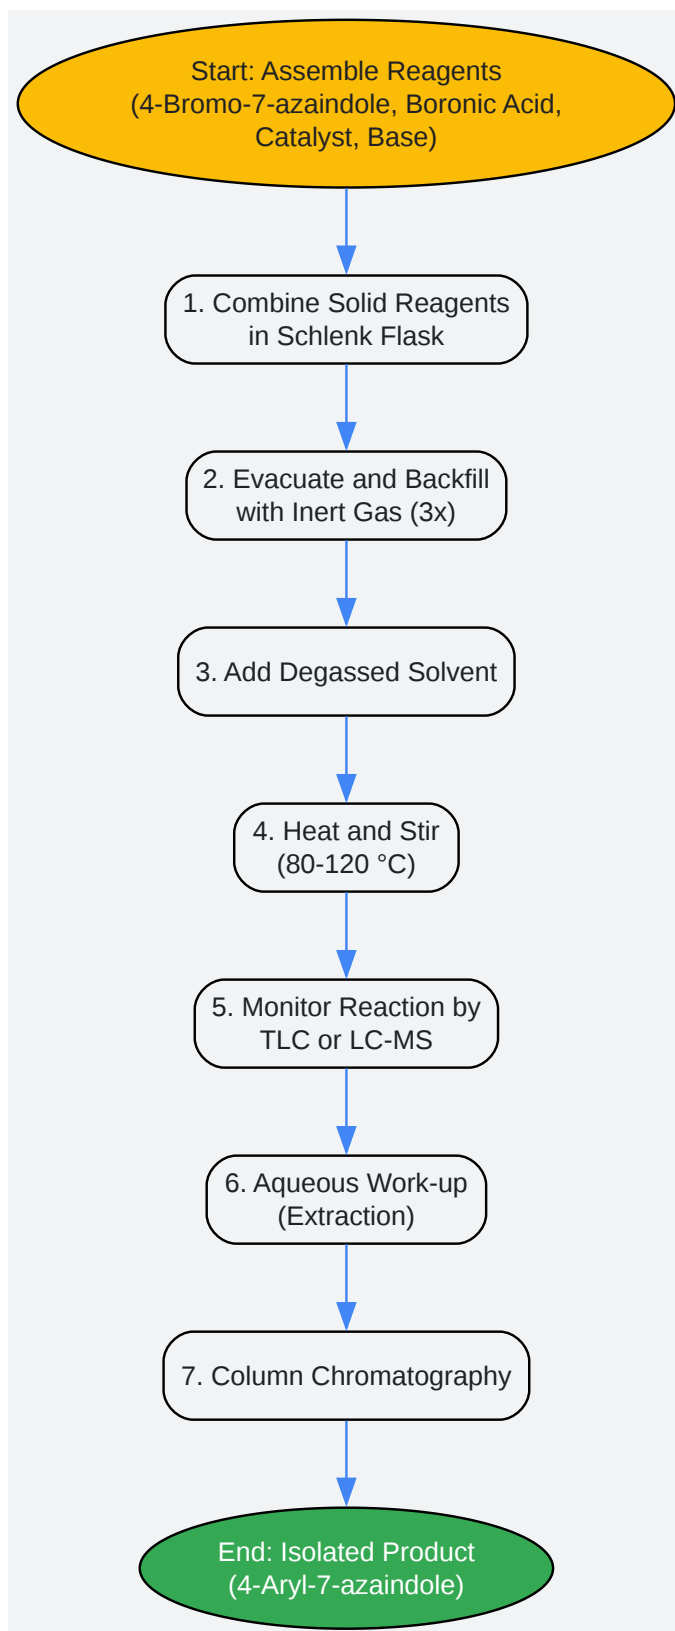 Start: Assemble Reagents
(4-Bromo-7-azaindole, Boronic Acid,
Catalyst, Base)
1. Combine Solid Reagents
in Schlenk Flask
2. Evacuate and Backfill
with Inert Gas (3x)
3. Add Degassed Solvent
4. Heat and Stir
(80-120 °C)
5. Monitor Reaction by
TLC or LC-MS
6. Aqueous Work-up
(Extraction)
7. Column Chromatography
End: Isolated Product
(4-Aryl-7-azaindole)